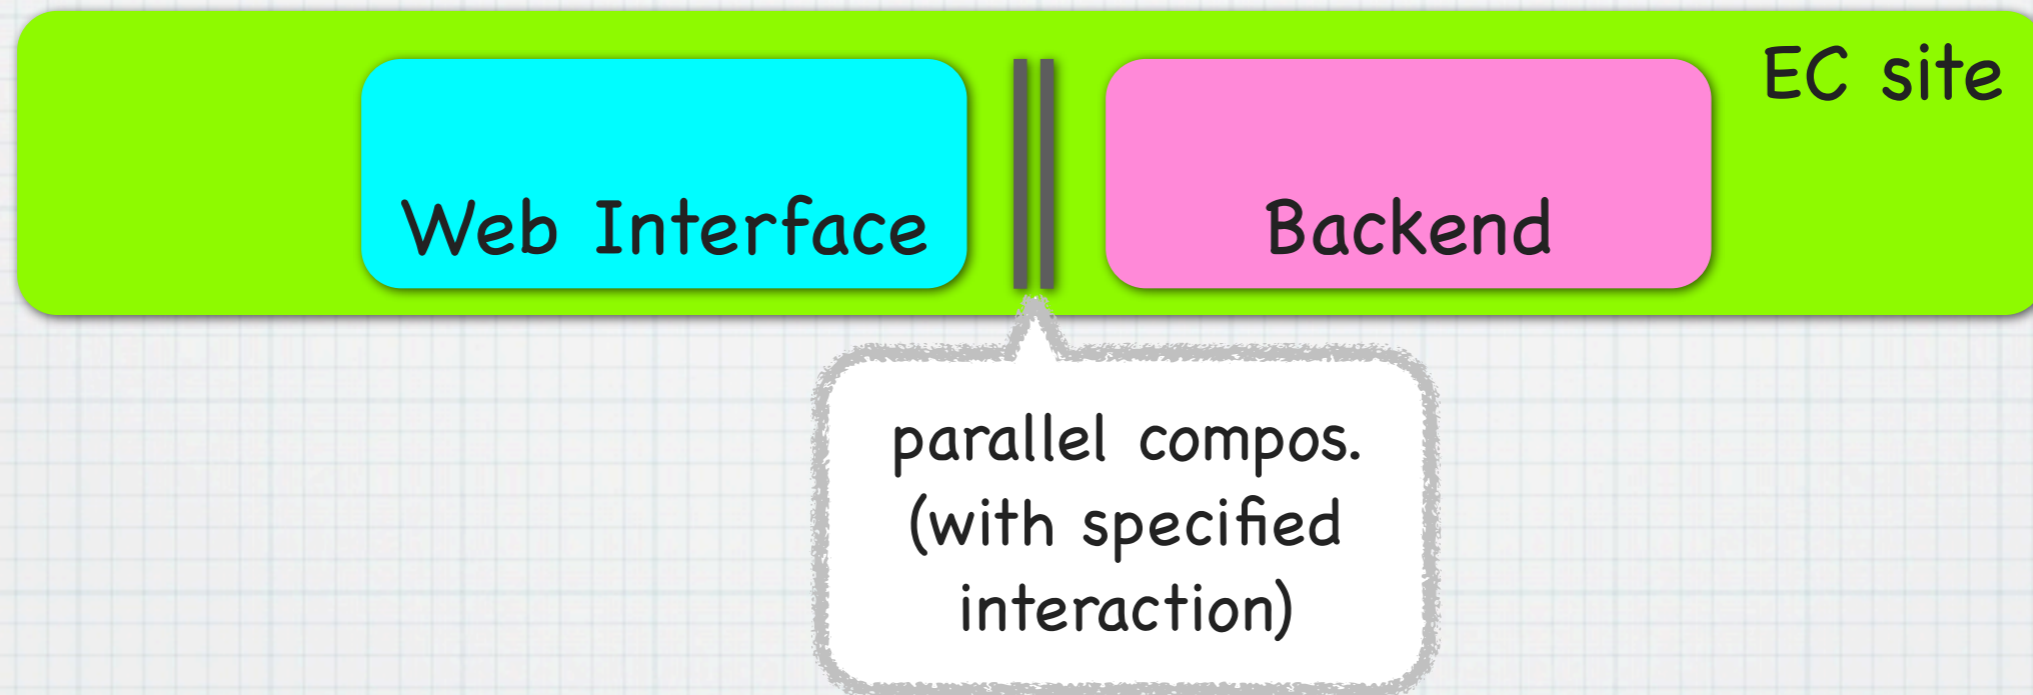 EC site
Web Interface
Backend
parallel compos.
(with specified
interaction)